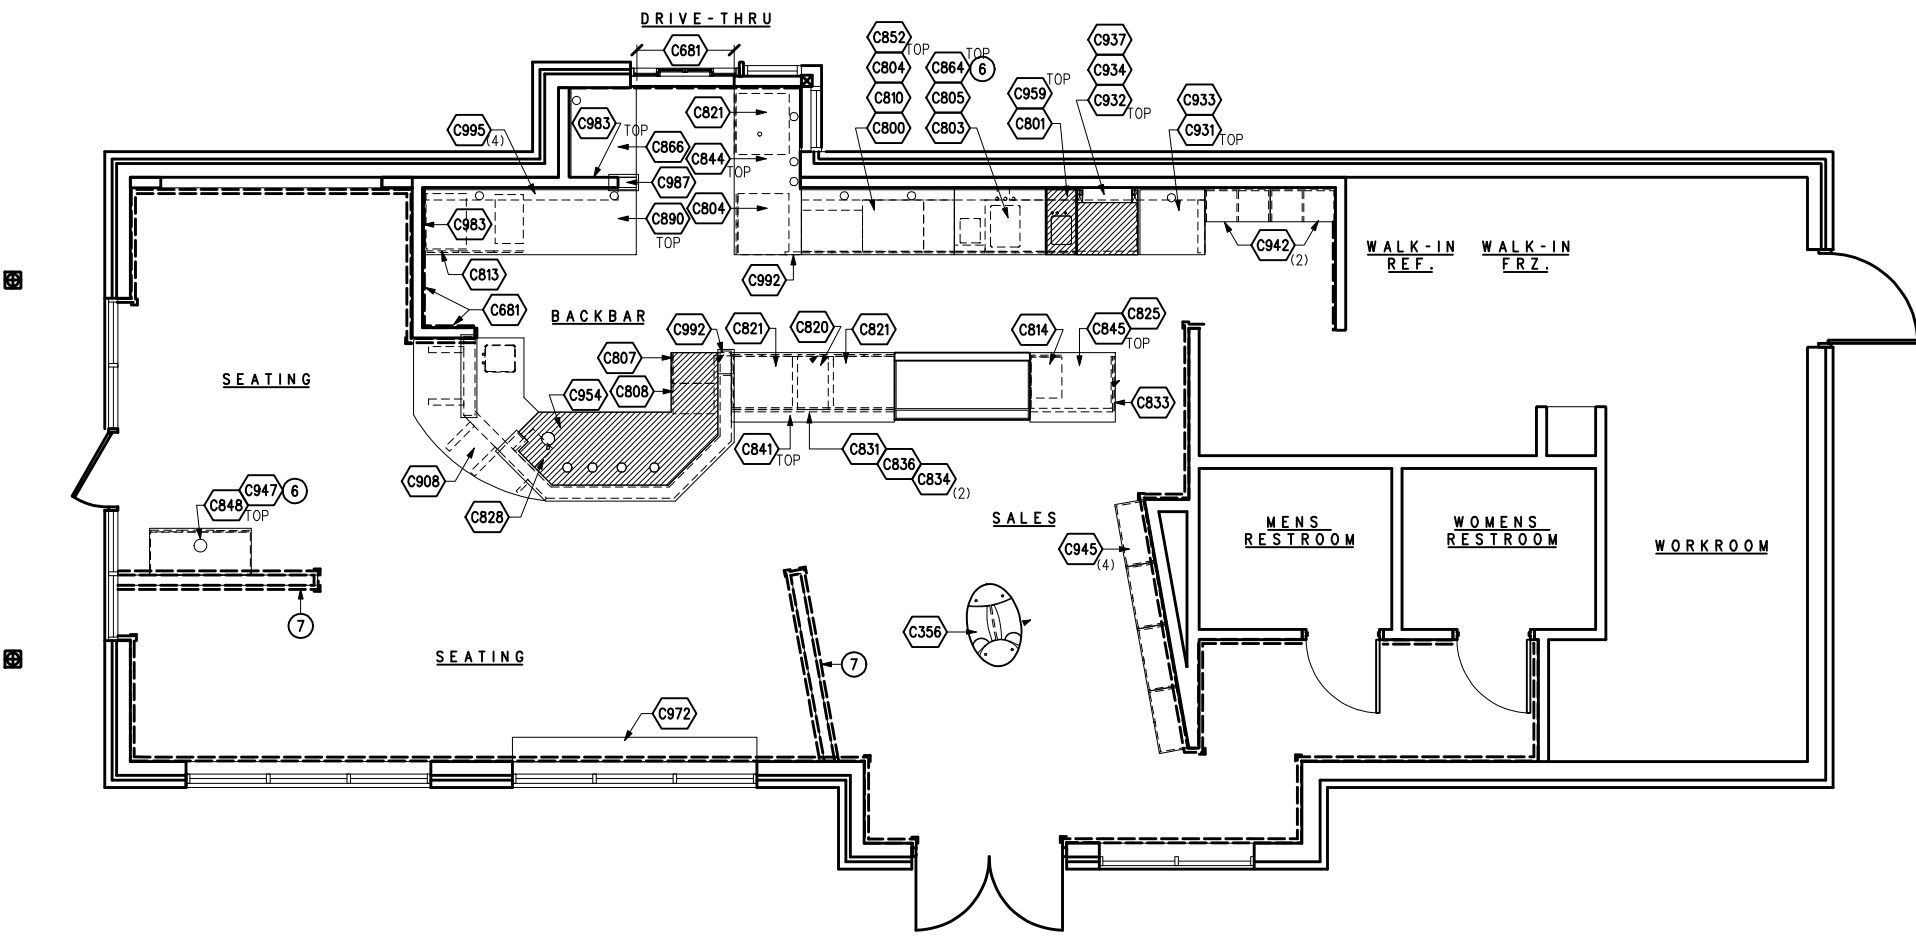 DRIVE-THRU
C681
C852
TOP
C804
C810
C800
C864
TOP
6
C805
C803
C959
TOP
C801
C937
C934
C932
TOP
C933
C931
TOP
C995
(4)
C983
TOP
C821
C866
C844
TOP
C987
C804
C890
TOP
C983
C813
C681
C992
C942
(2)
WALK-IN
REF.
WALK-IN
FRZ.
BACKBAR
C992
C821
C820
C821
C814
C825
C845
TOP
C807
C808
C954
C833
SEATING
C841
TOP
C831
C836
C834
(2)
C908
C828
C947
6
C848
TOP
SALES
C945
(4)
MENS
RESTROOM
WOMENS
RESTROOM
WORKROOM
7
C356
SEATING
7
C972